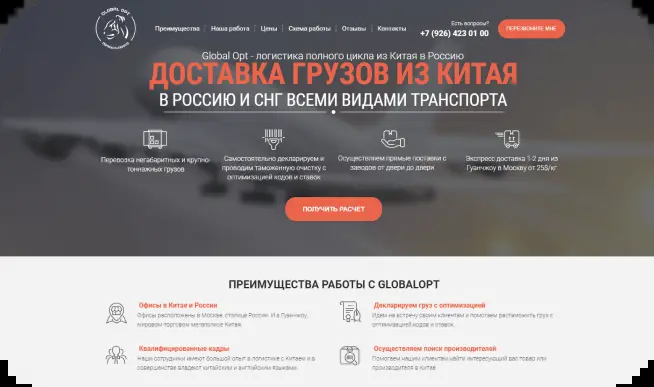 GLOBAL OPT
Преимущества
Наша работа
Цены
Схема работы
Отзывы
Контакты
Есть вопросы?
+7 (926) 423 01 00
ПЕРЕЗВОНИТЕ МНЕ
Global Opt - логистика полного цикла из Китая в Россию
ДОСТАВКА ГРУЗОВ ИЗ КИТАЯ
В РОССИЮ И СНГ ВСЕМИ ВИДАМИ ТРАНСПОРТА
Перевозка негабаритных и крупно-
тоннажных грузов
Самостоятельно декларируем и
проводим таможенную очистку с
оптимизацией кодов и ставок
Осуществляем прямые поставки с
заводов от двери до двери
Экспресс доставка 1-2 дня из
Гуанчжоу в Москву от 25$/кг
ПОЛУЧИТЬ РАСЧЕТ
ПРЕИМУЩЕСТВА РАБОТЫ С GLOBALOPT
Офисы в Китае и России
Офисы расположены в Москве, столице России. И в Гуанчжоу,
мировом торговом мегаполисе Китая.
Декларируем груз с оптимизацией
Идем на встречу своим клиентам и помогаем растаможить груз с
оптимизацией кодов и ставок.
Квалифицированные кадры
Наши сотрудники имеют большой опыт в логистике с Китаем и в
совершенстве владеют китайским и английским языками.
Осуществляем поиск производителей
Помогаем нашим клиентам найти интересующий вас товар или
производителя в Китае